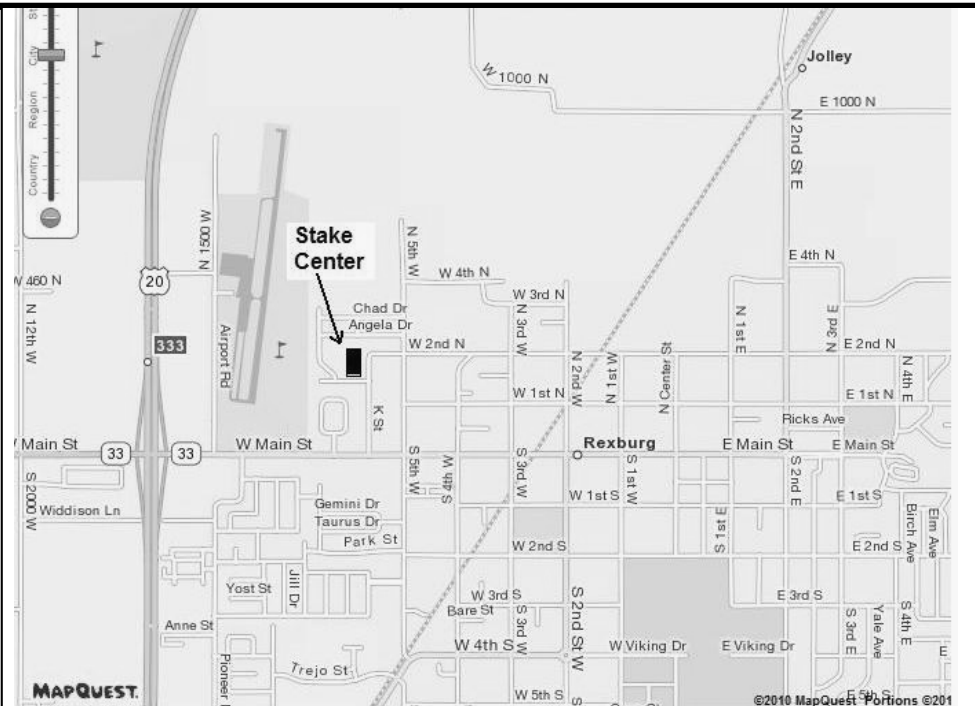 City
Region
Country
Jolley
W 1000 N
E 1000 N
N 2nd St E
N 1500 W
Stake
Center
N 5th W
E 4th N
W 4th N
W 460 N
20
W 3rd N
Chad Dr
Angela Dr
N 12th W
333
Airport Rd
W 2nd N
N 3rd W
N 1st E
N 3rd E
E 2nd N
N 2nd W
N 1st W
N Center St
N 4th E
W 1st N
E 1st N
K St
Ricks Ave
Main St
33
33
W Main St
Rexburg
E Main St
E Main St
S 2000 W
S 5th W
S 4th W
S 3rd W
S 1st W
S 2nd E
W 1st S
E 1st S
Gemini Dr
Widdison Ln
Taurus Dr
Park St
S 1st E
Birch Ave
Elm Ave
W 2nd S
E 2nd S
Yost St
Jill Dr
W 3rd S
E 3rd S
Bare St
S 3rd W
S 2nd St W
S 3rd E
Yale Ave
S 4th E
Anne St
W 4th S
W Viking Dr
E Viking Dr
E
Pioneer
Trejo St
MAPQUEST.
W 5th S
E 5th S
©2010 MapQuest Portions ©201